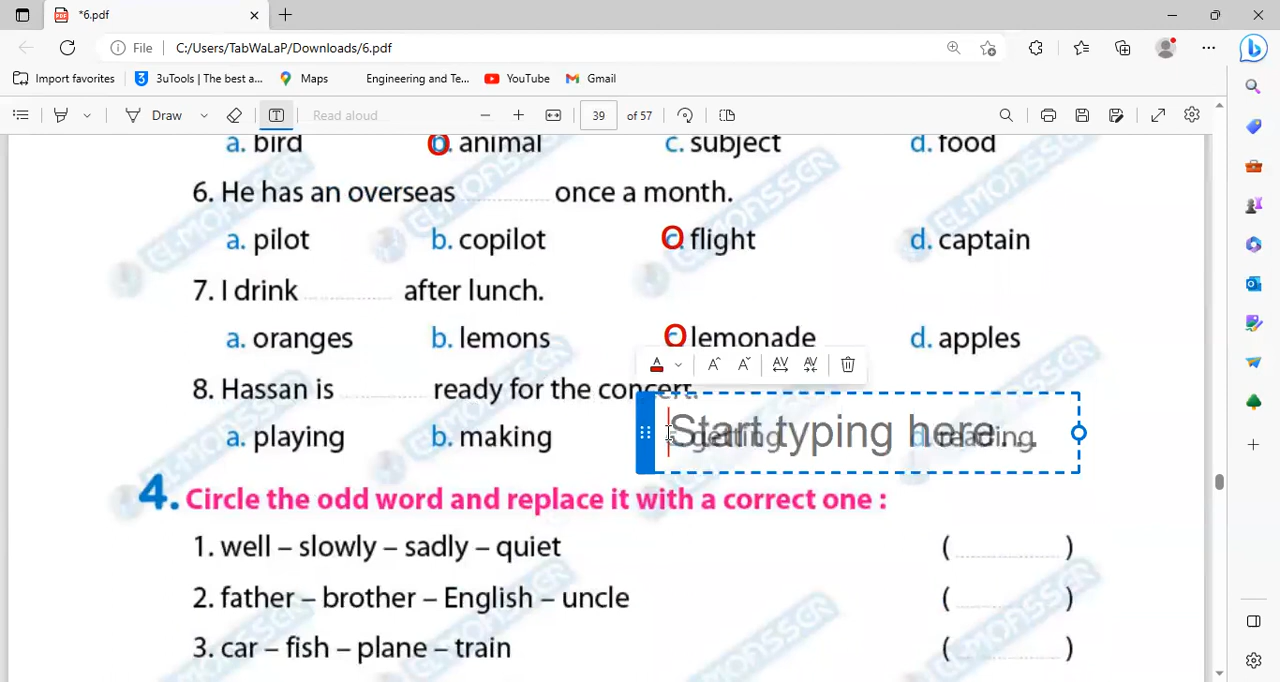 *6.pdf
File C:/Users/TabWaLaP/Downloads/6.pdf
Import favorites 3uTools | The best a... Maps Engineering and Te... YouTube Gmail
Draw Read aloud 39 of 57
a. bird b. animal c. subject d. food
6. He has an overseas .......... once a month.
a. pilot b. copilot c. flight d. captain
7. I drink .......... after lunch.
a. oranges b. lemons c. lemonade d. apples
8. Hassan is .......... ready for the concert.
Start typing here...
a. playing b. making c. getting d. reading
4. Circle the odd word and replace it with a correct one :
1. well – slowly – sadly – quiet ( .......... )
2. father – brother – English – uncle ( .......... )
3. car – fish – plane – train ( .......... )
EL-MOASSER